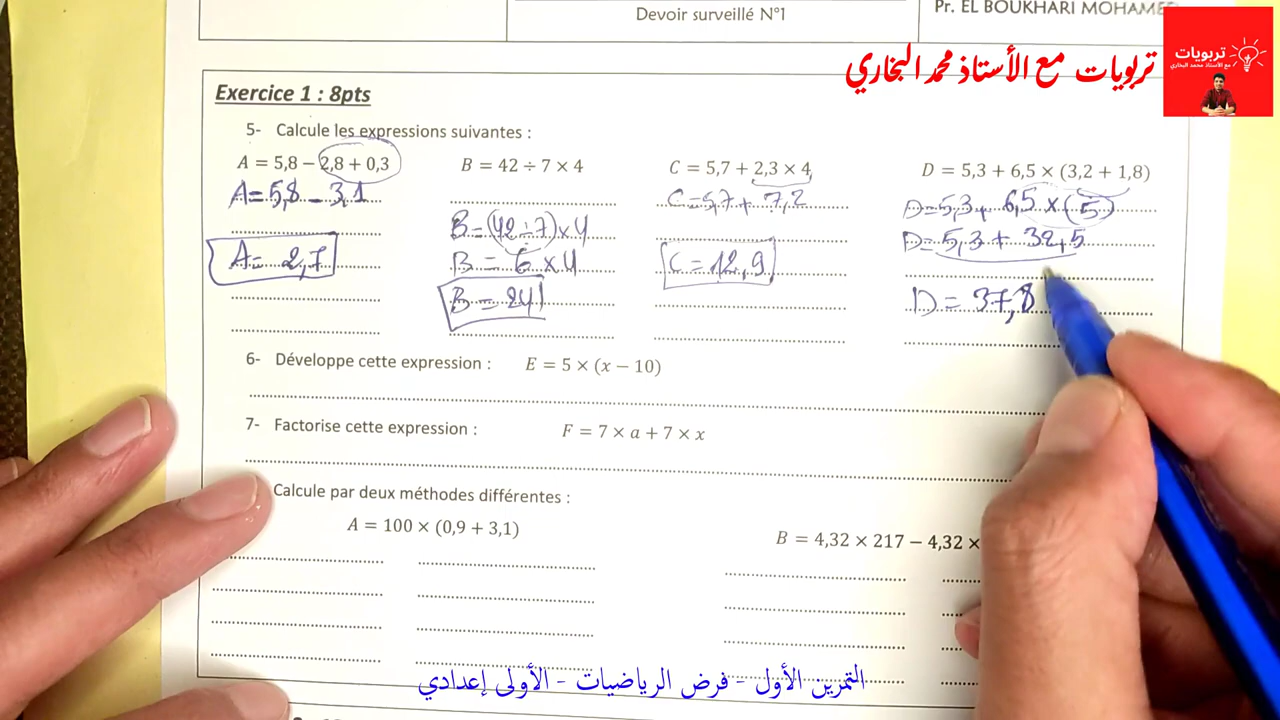 Devoir surveillé N°1
Pr. EL BOUKHARI MOHAMED
تربويات مع الأستاذ محمد البخاري
تربويات
مع الأستاذ محمد البخاري
Exercice 1 : 8pts
5- Calcule les expressions suivantes :
A = 5,8 − 2,8 + 0,3
B = 42 ÷ 7 × 4
C = 5,7 + 2,3 × 4
D = 5,3 + 6,5 × (3,2 + 1,8)
A = 5,8 − 3,1
A = 2,7
B = (42 ÷ 7) × 4
B = 6 × 4
B = 24
C = 5,7 + 7,2
C = 12,9
D = 5,3 + 6,5 × (5)
D = 5,3 + 32,5
D = 37,8
6- Développe cette expression : E = 5 × (x − 10)
7- Factorise cette expression : F = 7 × a + 7 × x
Calcule par deux méthodes différentes :
A = 100 × (0,9 + 3,1)
B = 4,32 × 217 − 4,32 ×
التمرين الأول - فرض الرياضيات - الأولى إعدادي